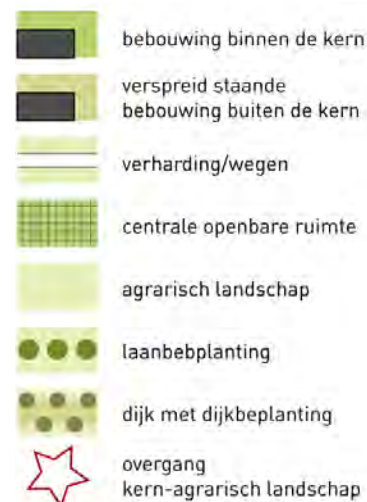 bebouwing binnen de kern
verspreid staande
bebouwing buiten de kern
verharding/wegen
centrale openbare ruimte
agrarisch landschap
laanbebplanting
dijk met dijkbeplanting
overgang
kern-agrarisch landschap